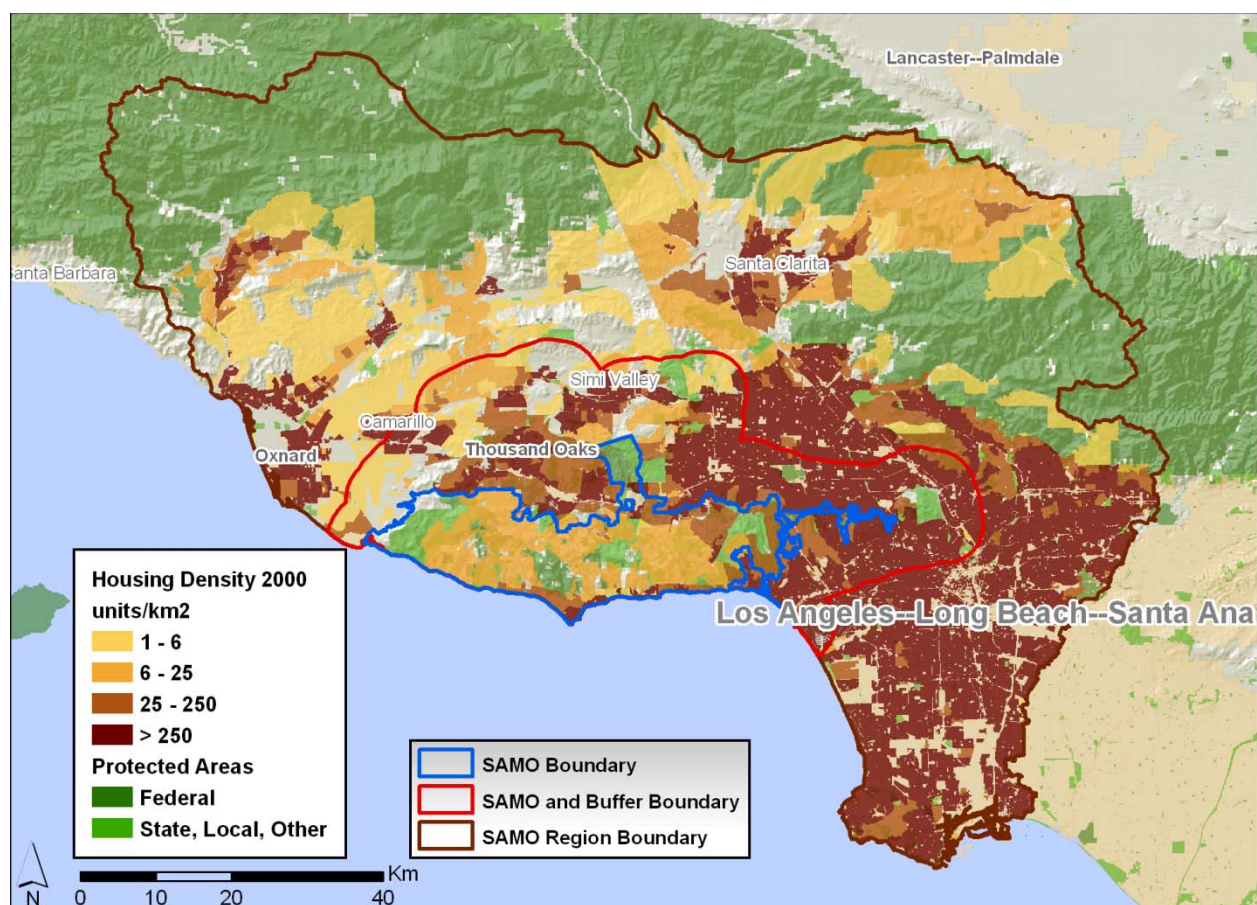 Lancaster--Palmdale
Santa Barbara
Santa Clarita
Simi Valley
Camarillo
Thousand Oaks
Oxnard
Los Angeles--Long Beach--Santa Ana
Housing Density 2000
units/km2
1 - 6
6 - 25
25 - 250
> 250
Protected Areas
Federal
State, Local, Other
SAMO Boundary
SAMO and Buffer Boundary
SAMO Region Boundary
N
Km
0 10 20 40